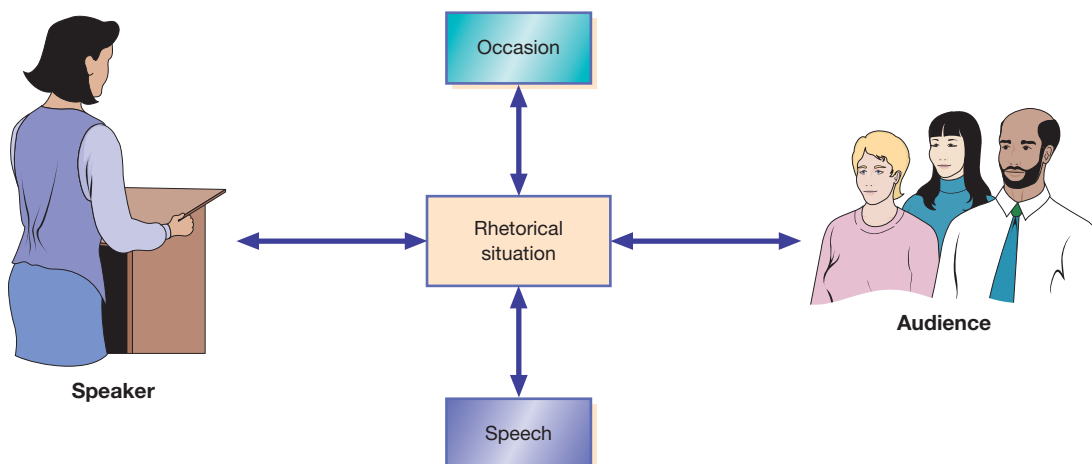 Occasion
Rhetorical
situation
Speaker
Audience
Speech